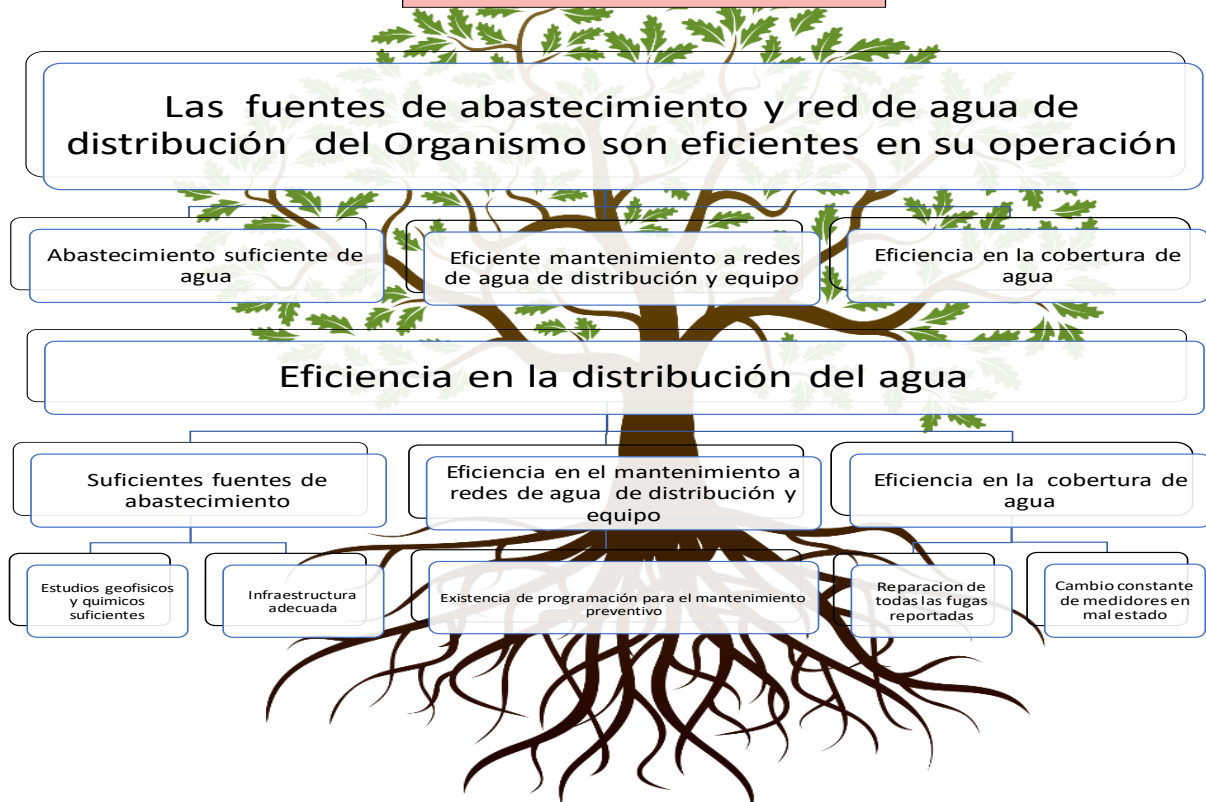 Las fuentes de abastecimiento y red de agua de
distribución del Organismo son eficientes en su operación
Abastecimiento suficiente de
agua
Eficiente mantenimiento a redes
de agua de distribución y equipo
Eficiencia en la cobertura de
agua
Eficiencia en la distribución del agua
Suficientes fuentes de
abastecimiento
Eficiencia en el mantenimiento a
redes de agua de distribución y
equipo
Eficiencia en la cobertura de
agua
Estudios geofisicos
y quimicos
suficientes
Infraestructura
adecuada
Existencia de programación para el mantenimiento
preventivo
Reparacion de
todas las fugas
reportadas
Cambio constante
de medidores en
mal estado